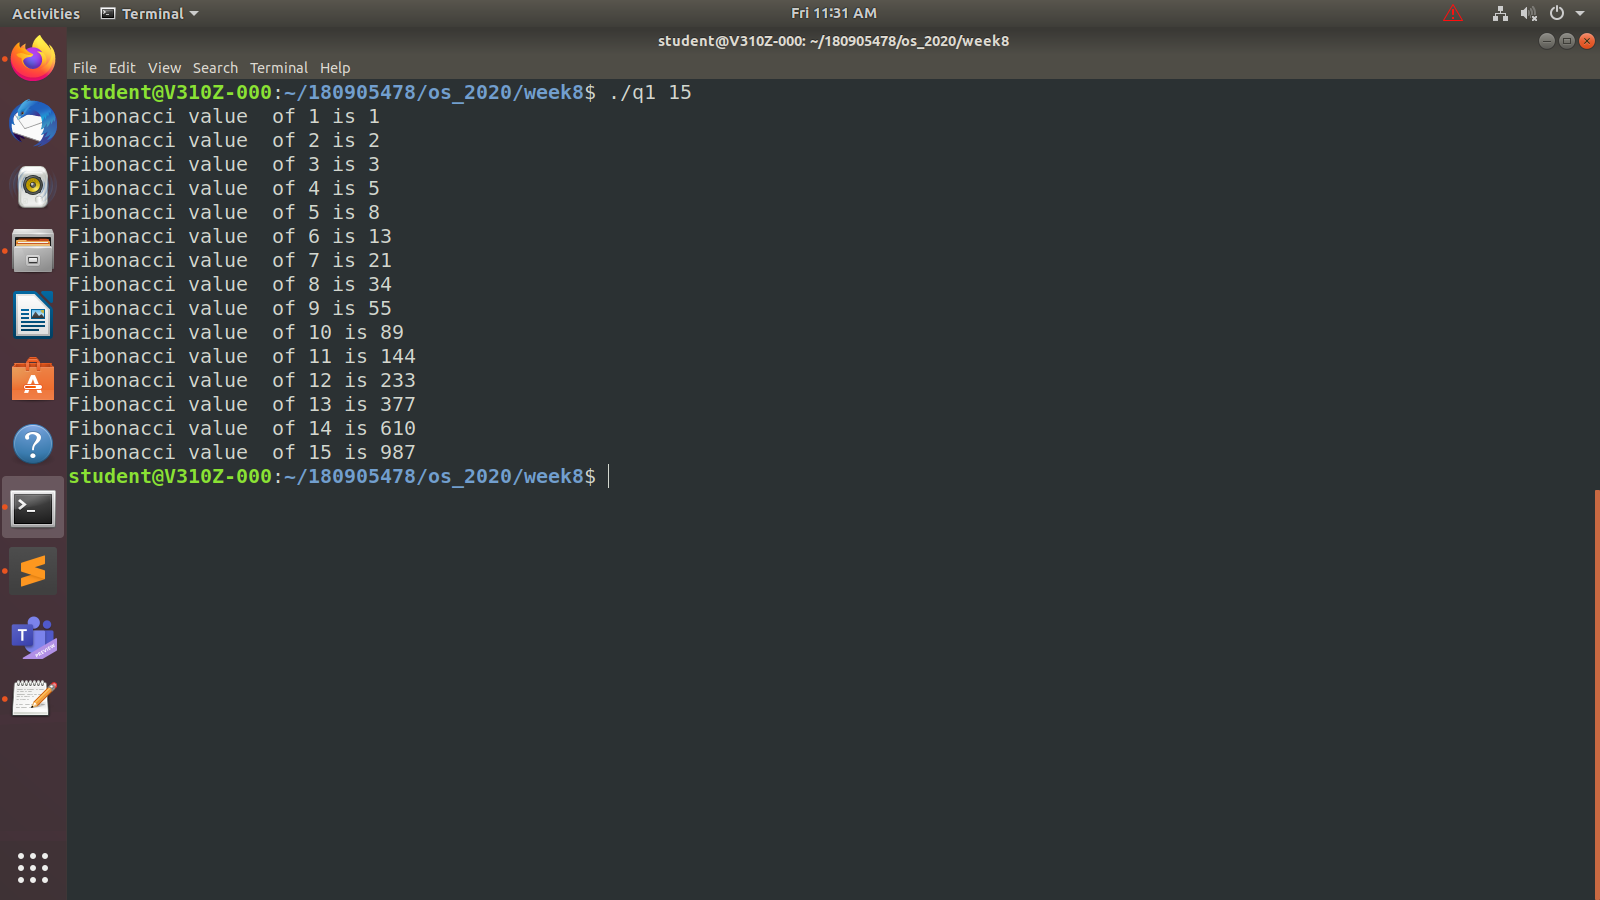 Activities Terminal Fri 11:31 AM
student@V310Z-000: ~/180905478/os_2020/week8
File Edit View Search Terminal Help
student@V310Z-000:~/180905478/os_2020/week8$ ./q1 15
Fibonacci value  of 1 is 1
Fibonacci value  of 2 is 2
Fibonacci value  of 3 is 3
Fibonacci value  of 4 is 5
Fibonacci value  of 5 is 8
Fibonacci value  of 6 is 13
Fibonacci value  of 7 is 21
Fibonacci value  of 8 is 34
Fibonacci value  of 9 is 55
Fibonacci value  of 10 is 89
Fibonacci value  of 11 is 144
Fibonacci value  of 12 is 233
Fibonacci value  of 13 is 377
Fibonacci value  of 14 is 610
Fibonacci value  of 15 is 987
student@V310Z-000:~/180905478/os_2020/week8$
T
PREVIEW